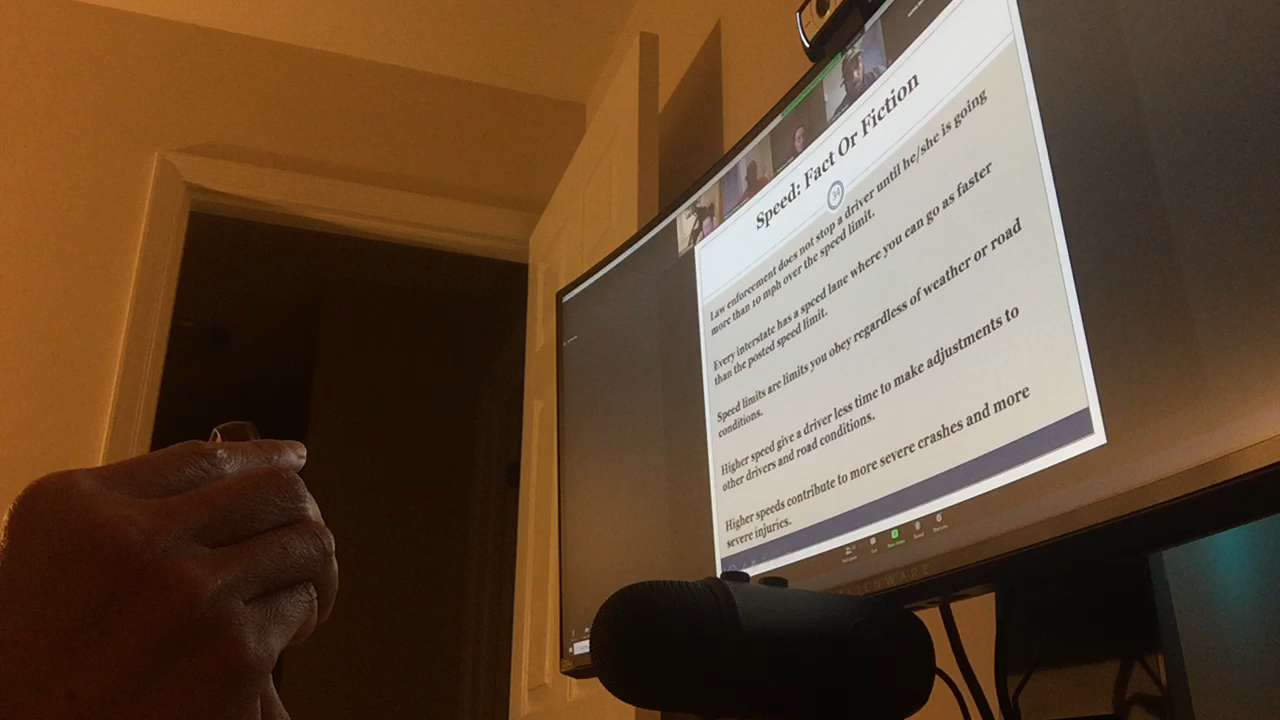 Speed: Fact Or Fiction
34
Law enforcement does not stop a driver until he/she is going
more than 10 mph over the speed limit.
Every interstate has a speed lane where you can go as faster
than the posted speed limit.
Speed limits are limits you obey regardless of weather or road
conditions.
Higher speed give a driver less time to make adjustments to
other drivers and road conditions.
Higher speeds contribute to more severe crashes and more
severe injuries.